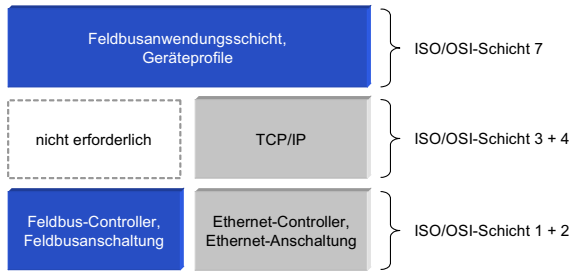 Feldbusanwendungsschicht,
Geräteprofile
ISO/OSI-Schicht 7
nicht erforderlich
TCP/IP
ISO/OSI-Schicht 3 + 4
Feldbus-Controller,
Feldbusanschaltung
Ethernet-Controller,
Ethernet-Anschaltung
ISO/OSI-Schicht 1 + 2